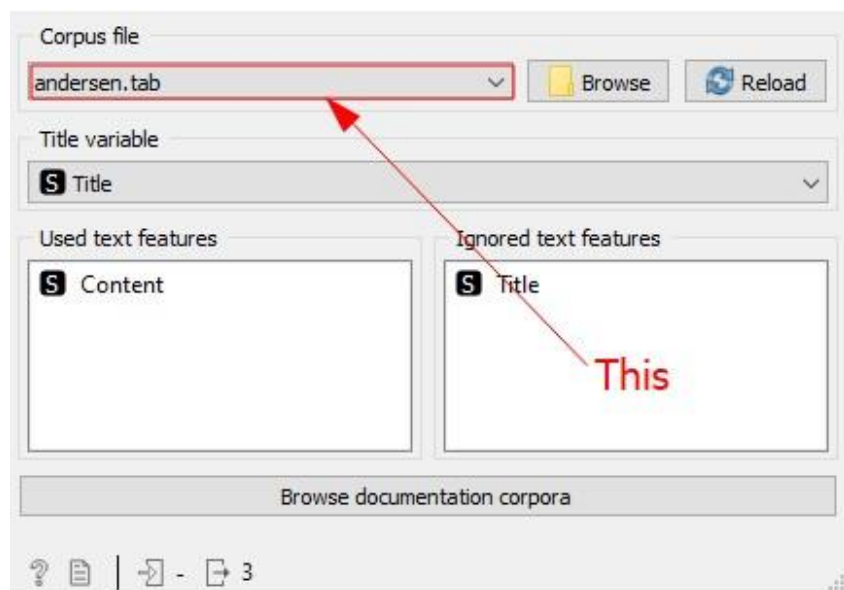 Corpus file
andersen.tab
Browse
Reload
Title variable
S Title
Used text features
Ignored text features
S Content
S Title
This
Browse documentation corpora
? - 3